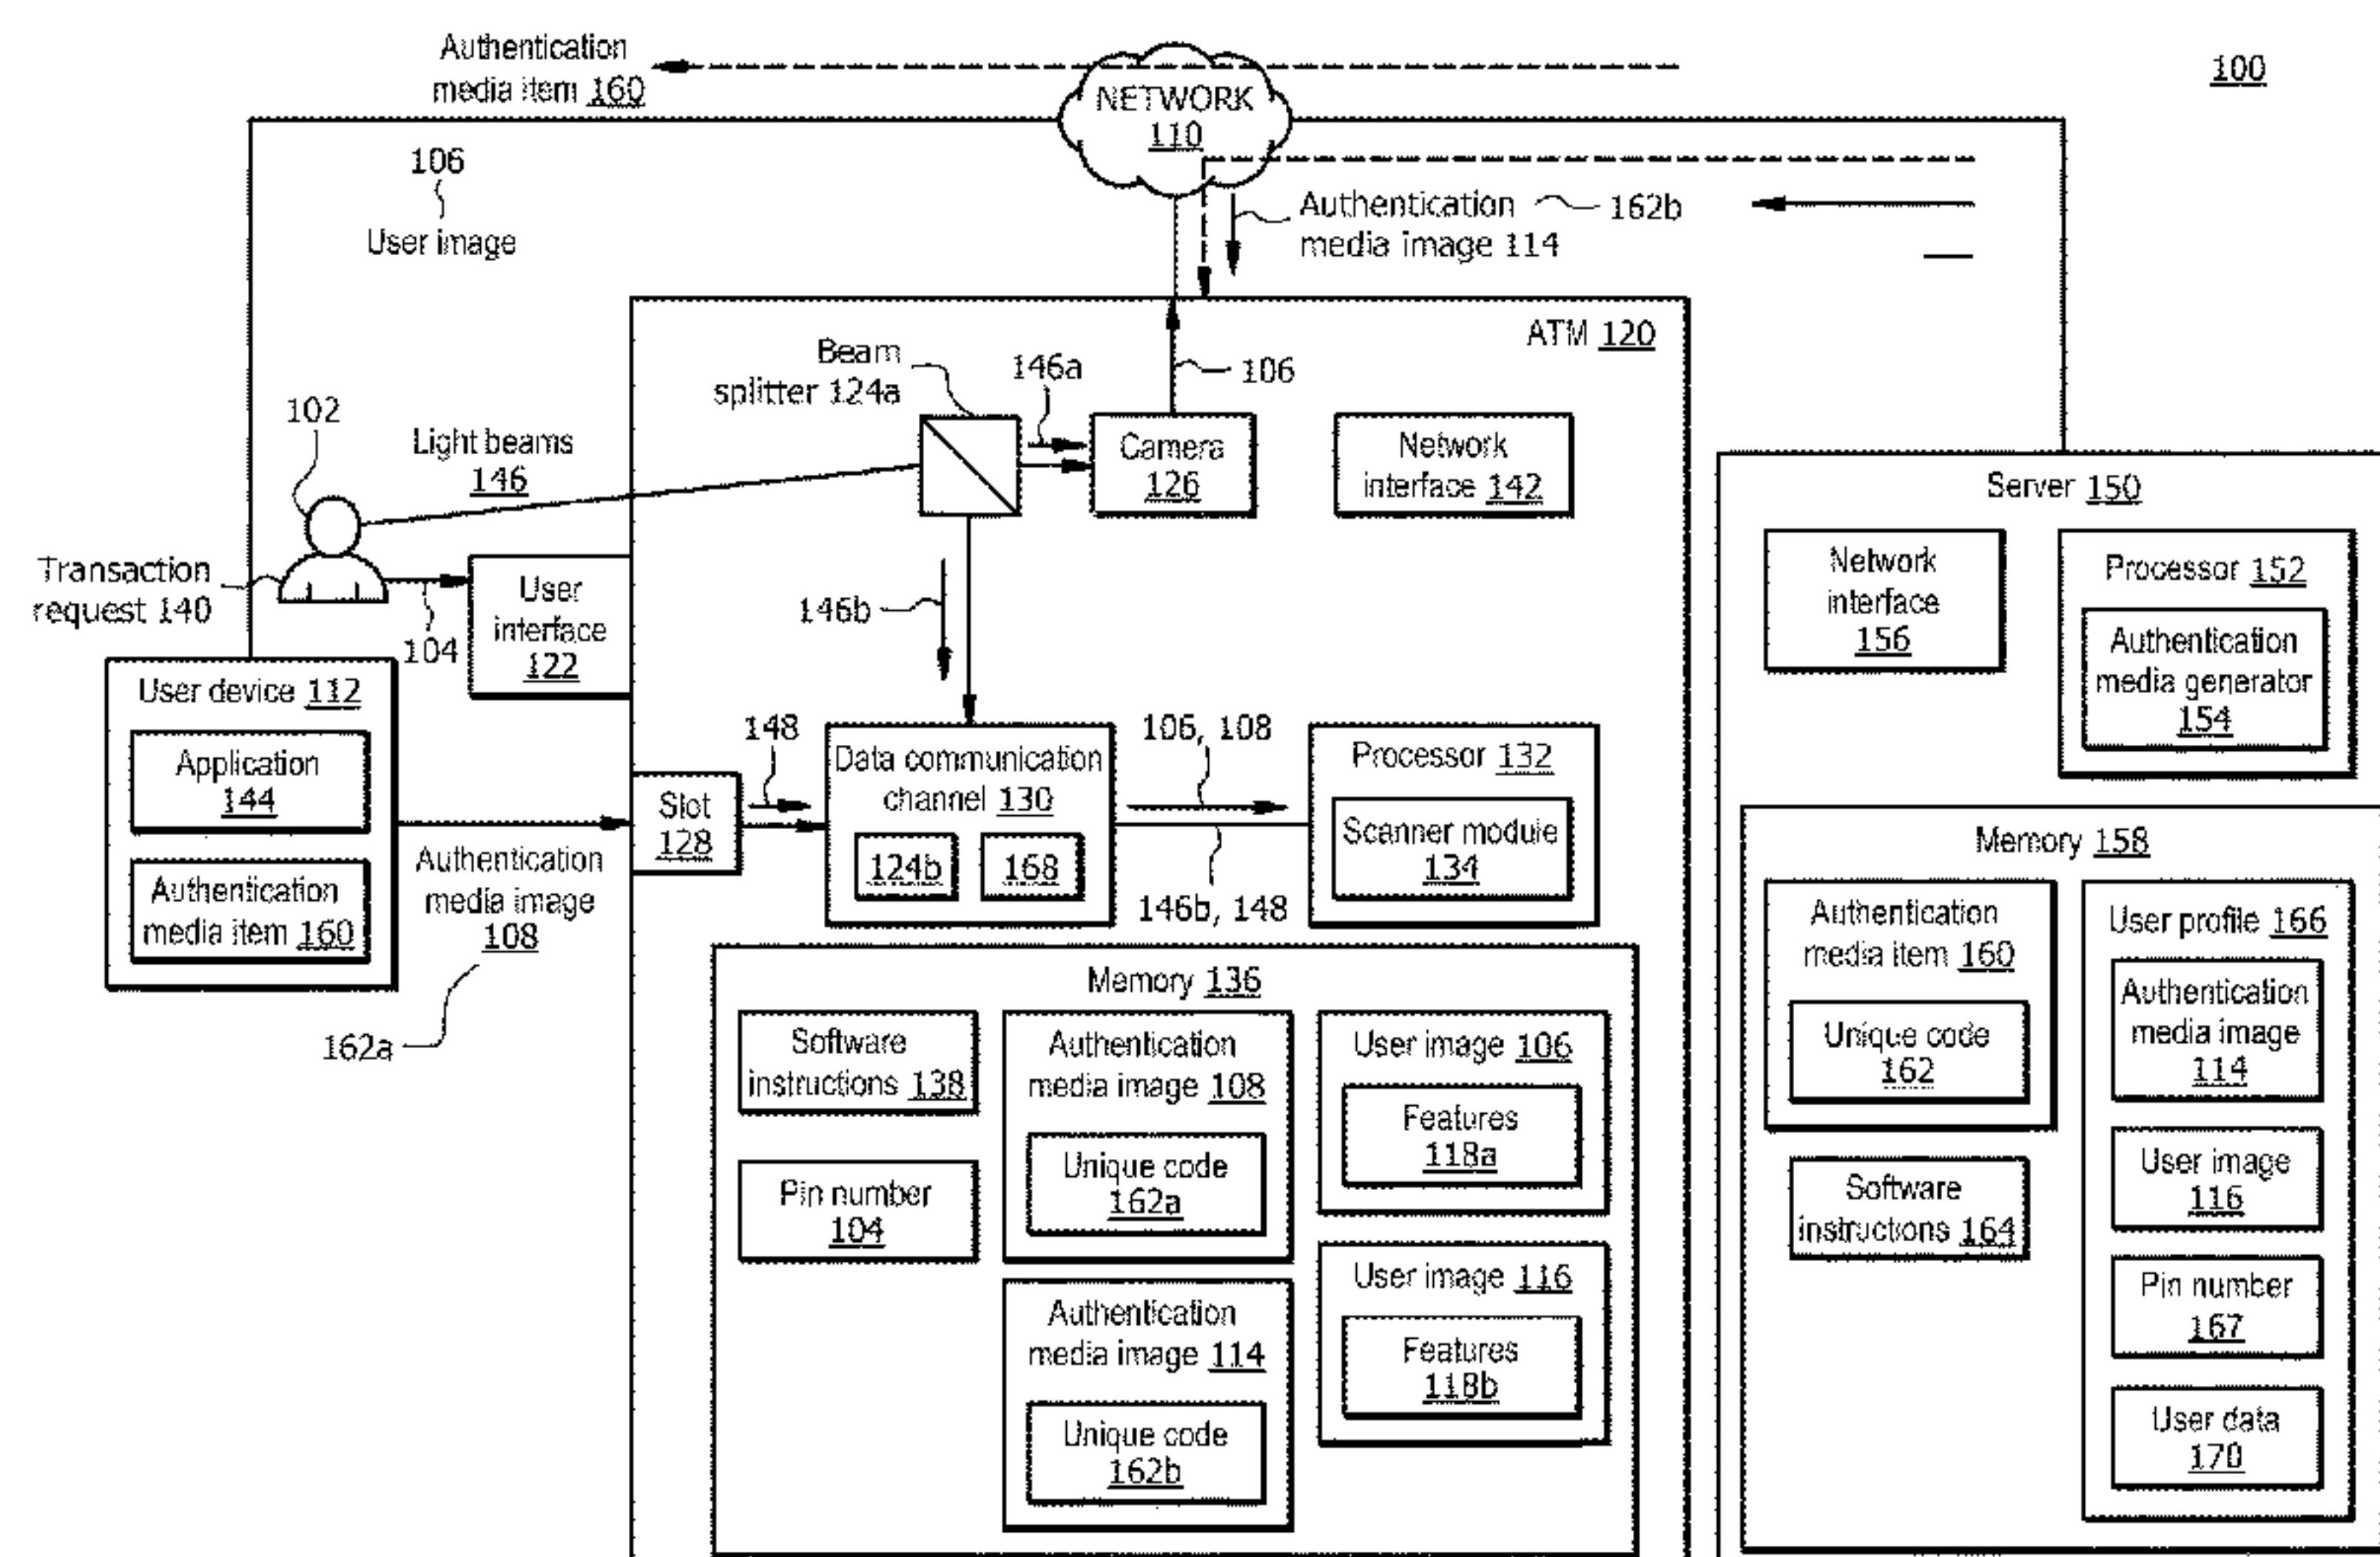 Authentication
media item 160
100
NETWORK
110
106
User image
Authentication 162b
media image 114
ATM 120
Beam
splitter 124a
146a
106
102
Light beams
146
Camera
126
Network
interface 142
Transaction
request 140
104
User
interface
122
146b
Server 150
Network
interface
156
Processor 152
Authentication
media generator
154
User device 112
Application
144
Authentication
media item 160
Authentication
media image
108
162a
Slot
128
148
Data communication
channel 130
124b
168
106, 108
146b, 148
Processor 132
Scanner module
134
Memory 136
Software
instructions 138
Pin number
104
Authentication
media image 108
Unique code
162a
Authentication
media image 114
Unique code
162b
User image 106
Features
118a
User image 116
Features
118b
Memory 158
Authentication
media item 160
Unique code
162
Software
instructions 164
User profile 166
Authentication
media image
114
User image
116
Pin number
167
User data
170